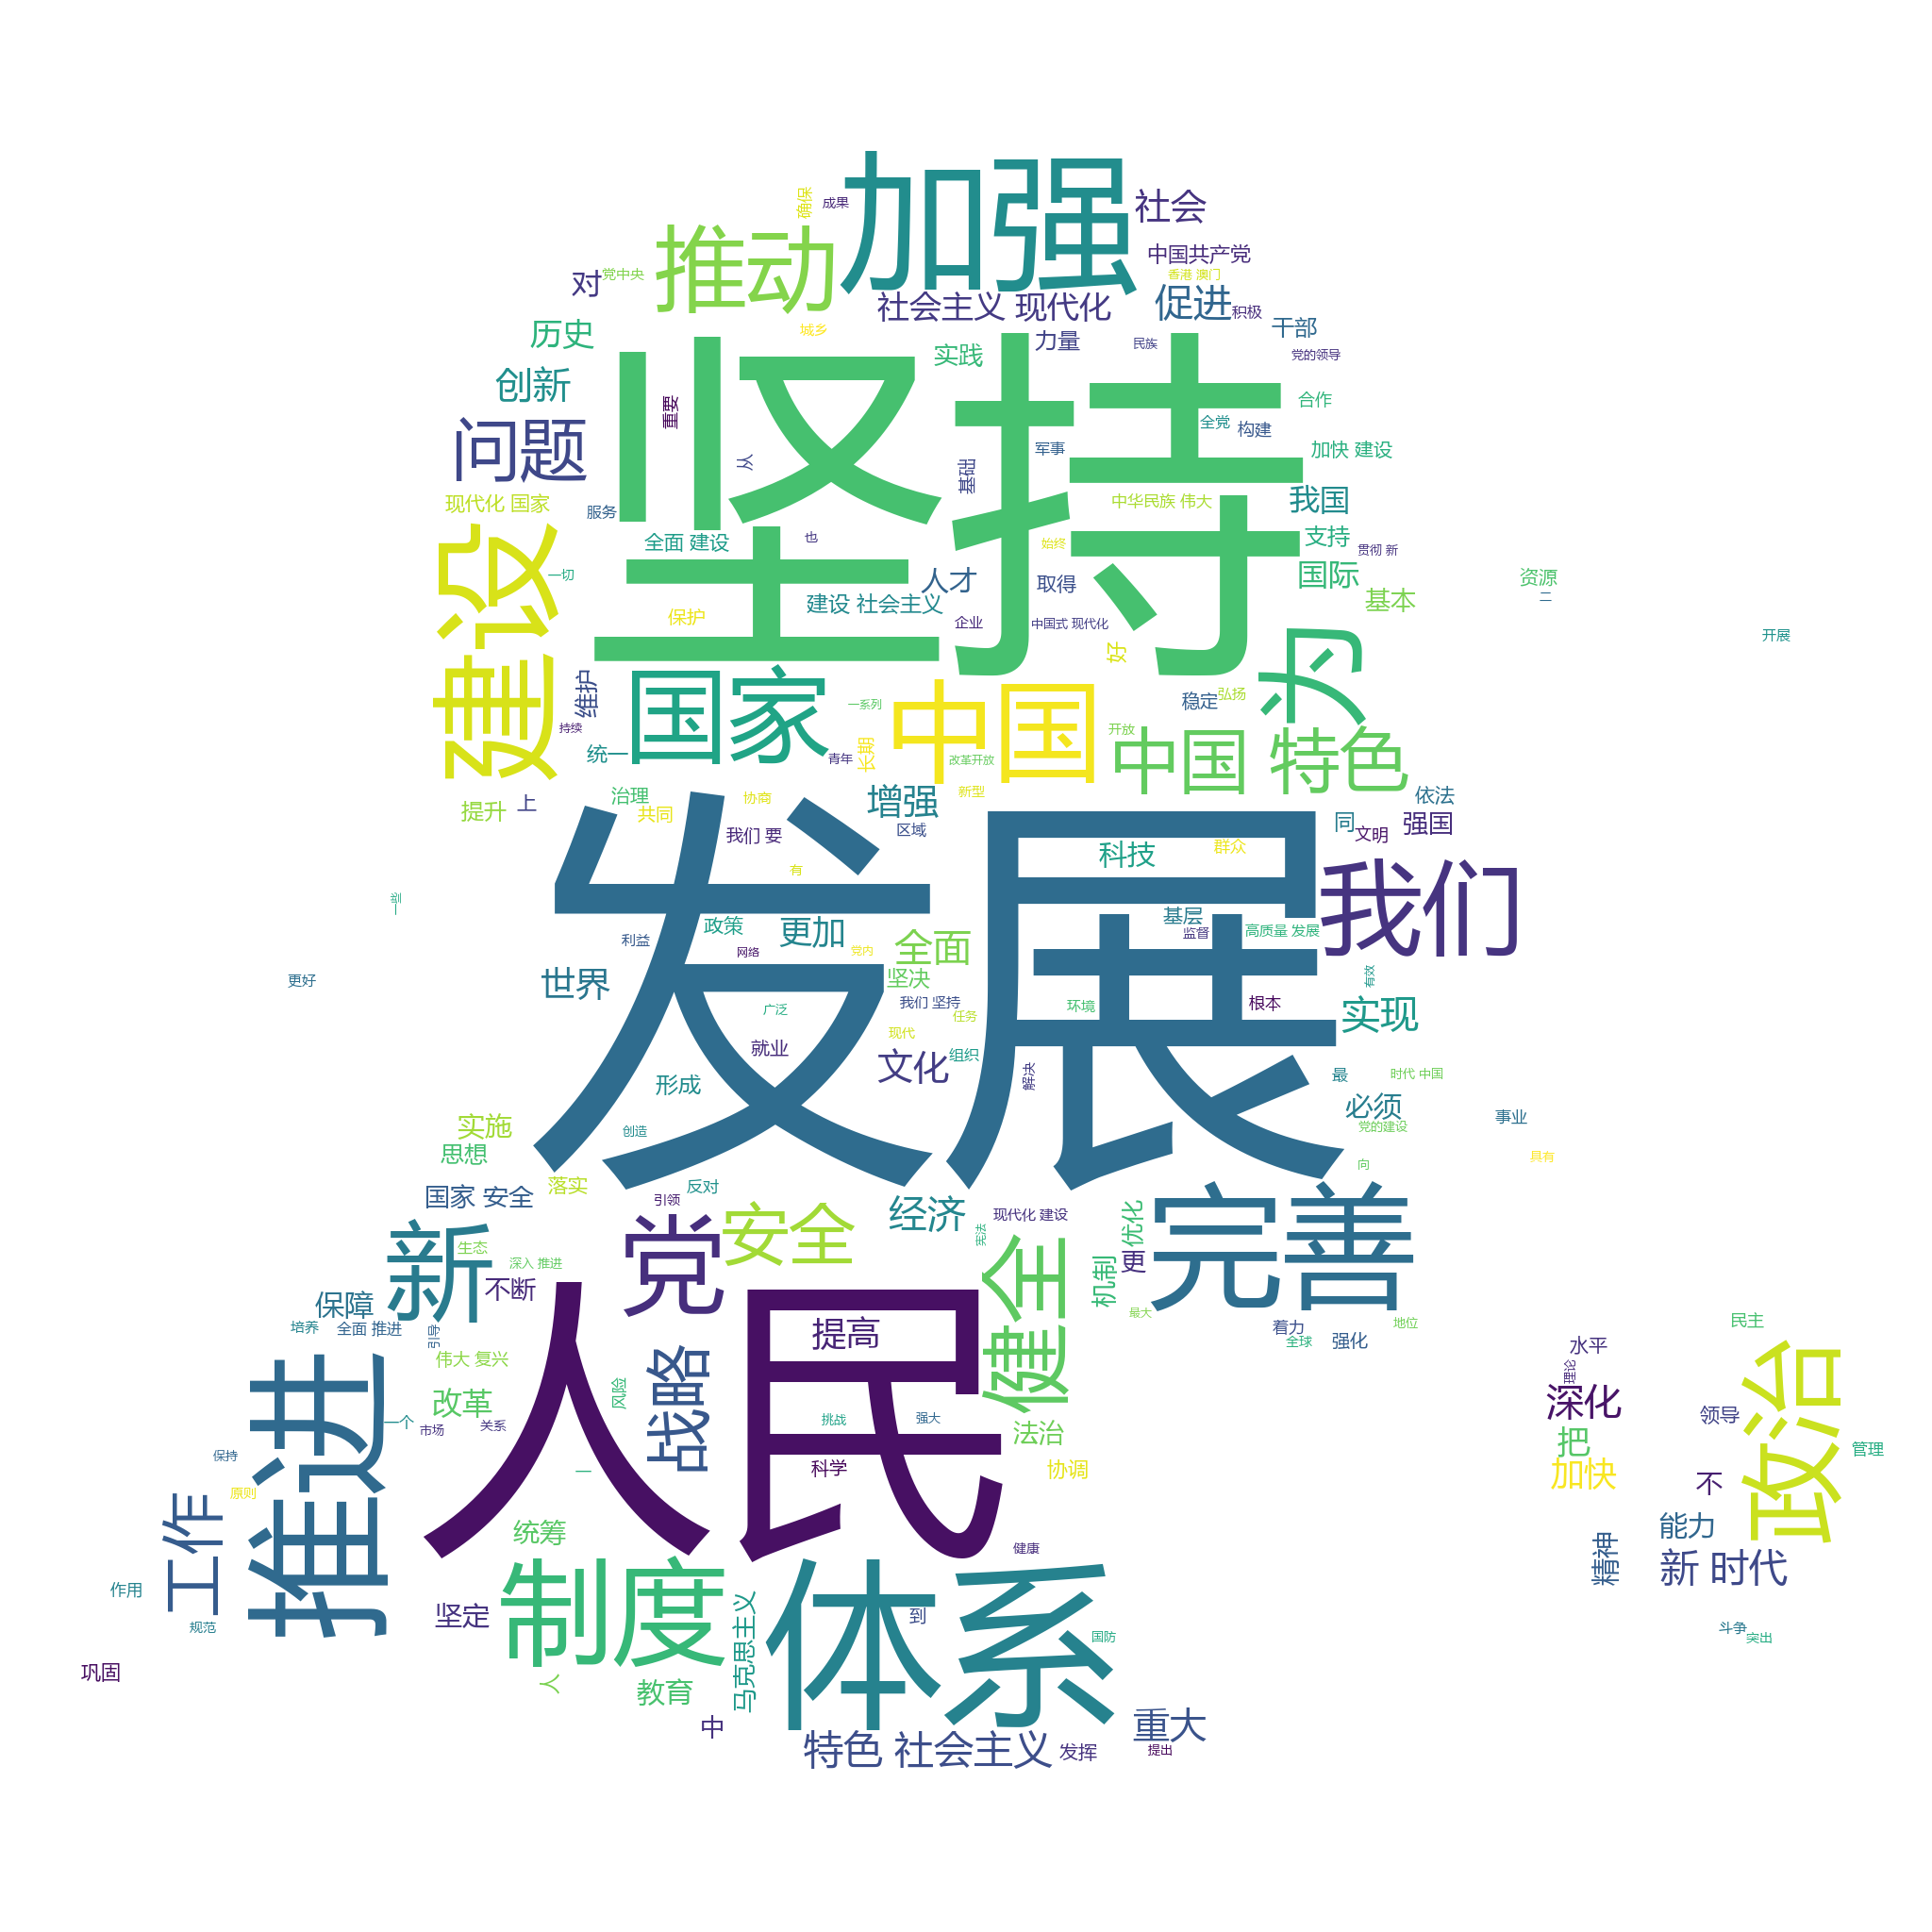 加强
社会
确保
成果
推动
中国共产党
香港 澳门
对
党中央
社会主义 现代化
促进
积极
历史
城乡
实践
力量
民族
干部
党的领导
创新
重要
合作
问题
从
基础
军事
全党
构建
加快 建设
坚持
现代化 国家
服务
中华民族 伟大
我国
全面 建设
也
始终
支持
贯彻 新
建设
一切
人才
取得
国际
资源
二
保护
建设 社会主义
企业
中国式 现代化
基本
开展
好
力
维护
国家
中国
一系列
稳定
弘扬
持续
统一
青年
长期
改革开放
开放
中国 特色
提升
上
治理
共同
协商
增强
新型
区域
依法
我们 要
同
文明
强国
科技
群众
有
我们
一些
发展
政策
更加
全面
基层
监督
高质量 发展
利益
网络
党内
更好
世界
坚决
有效
我们 坚持
环境
根本
实现
广泛
任务
现代
就业
文化
组织
解决
最
时代 中国
形成
必须
事业
实施
创造
党的建设
思想
具有
向
国家 安全
落实
反对
引领
经济
现代化 建设
宪法
优化
完善
新
生态
深入 推进
党
安全
机制
更
不断
保障
培养
全面 推进
引导
健全
最大
着力
全球
强化
地位
民主
水平
理论
伟大 复兴
人民
提高
战略
风险
改革
一个
市场
关系
挑战
强大
法治
深化
领导
政治
推进
保持
把
管理
科学
协调
一
加快
不
原则
工作
统筹
能力
健康
精神
新 时代
作用
规范
坚定
制度
体系
到
马克思主义
国防
斗争
突出
巩固
人
教育
中
特色 社会主义
发挥
重大
提出